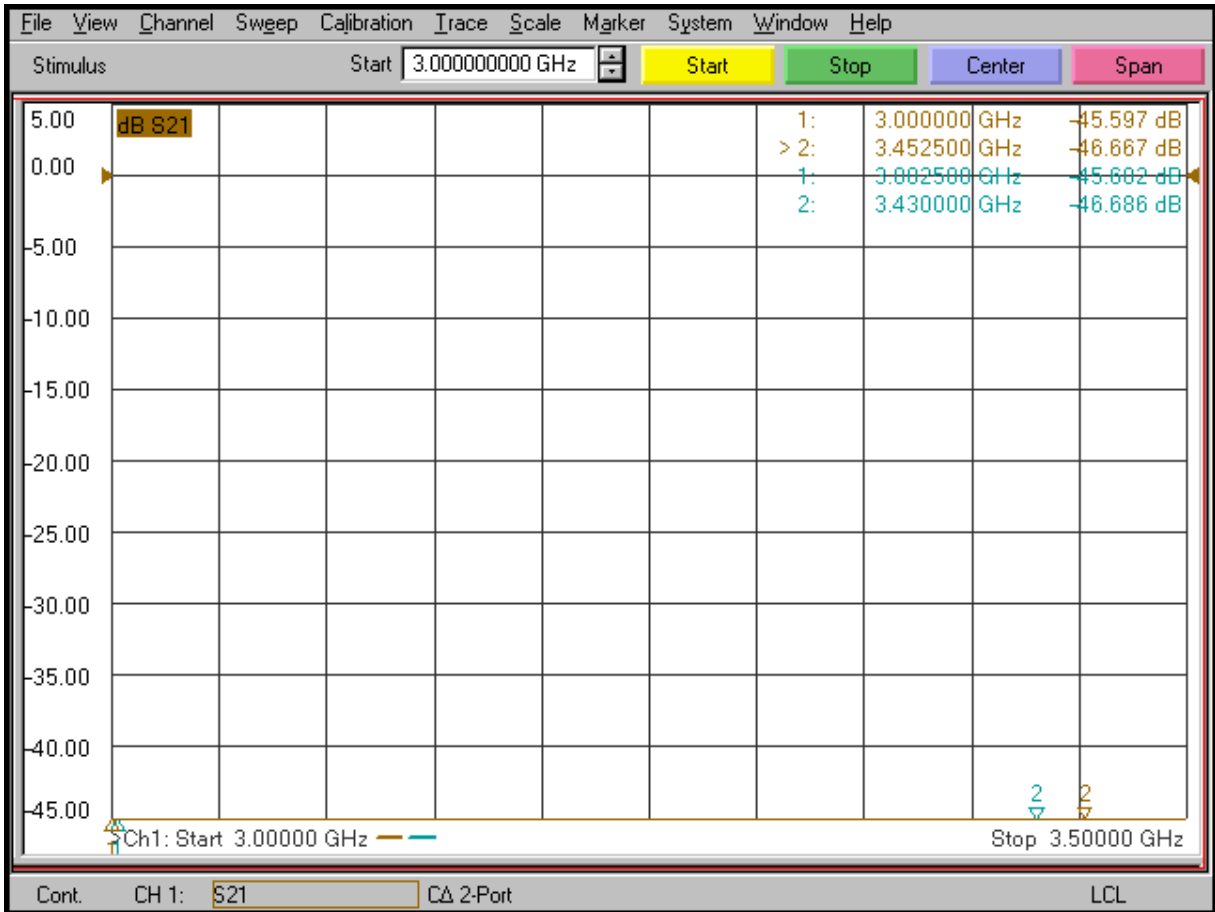 File View Channel Sweep Calibration Trace Scale Marker System Window Help
Stimulus Start 3.000000000 GHz Start Stop Center Span
5.00
dB S21
1: 3.000000 GHz -45.597 dB
> 2: 3.452500 GHz -46.667 dB
0.00
1: 3.002500 GHz -45.602 dB
2: 3.430000 GHz -46.686 dB
-5.00
-10.00
-15.00
-20.00
-25.00
-30.00
-35.00
-40.00
2 2
-45.00
>Ch1: Start 3.00000 GHz Stop 3.50000 GHz
1
Cont. CH 1: S21 C∆ 2-Port LCL